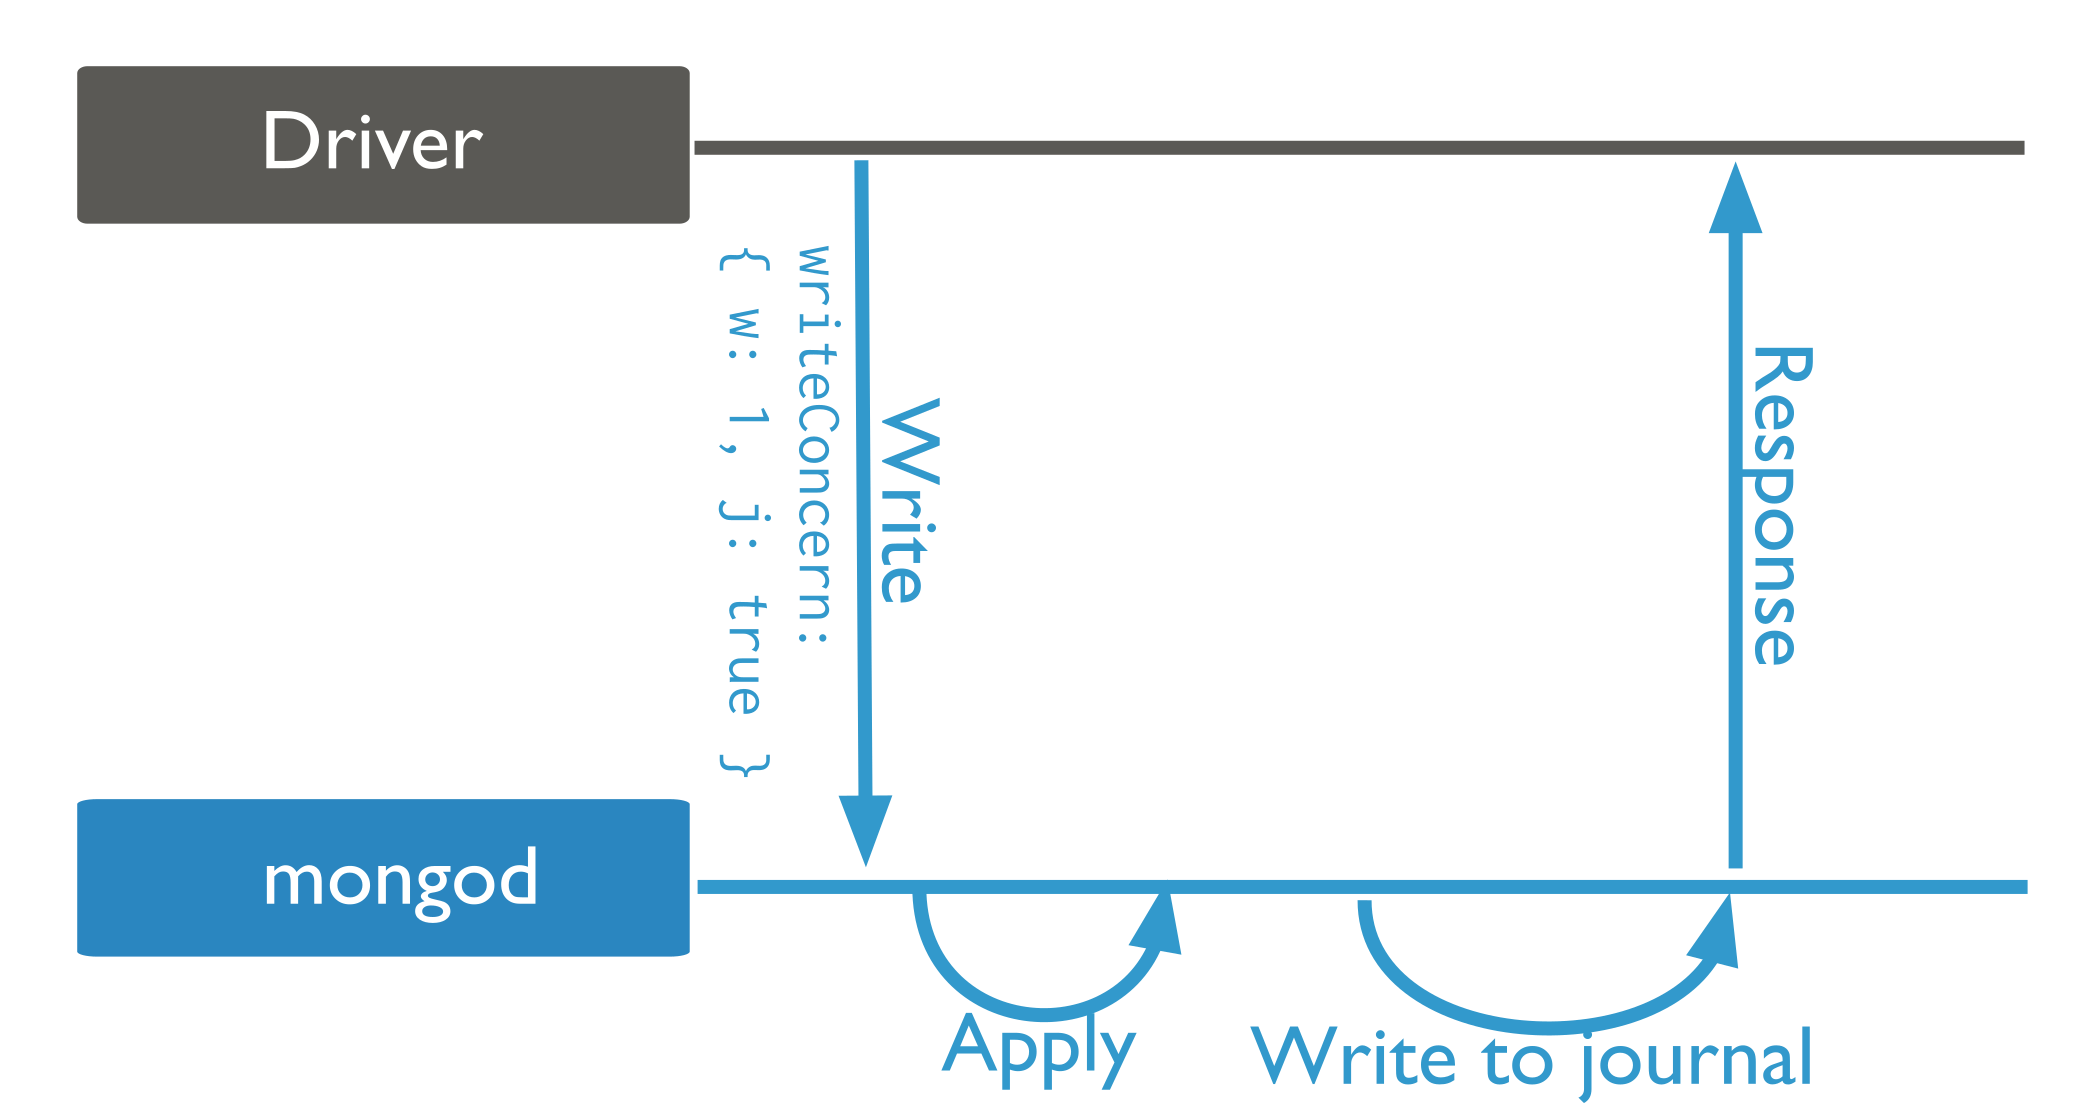 Driver
writeConcern:
{ w: 1, j: true }
Write
Response
mongod
Apply
Write to journal